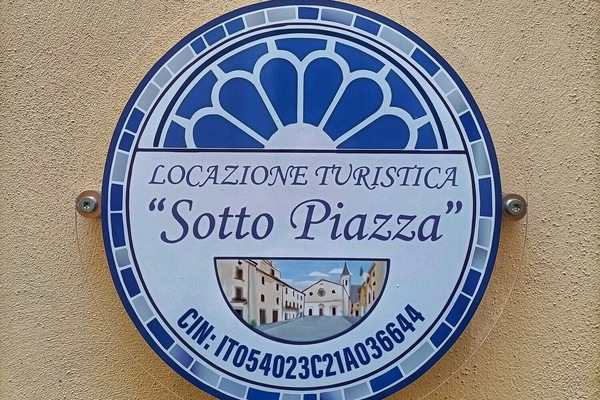 LOCAZIONE TURISTICA
“Sotto Piazza”
CIN: IT054023C21A036644